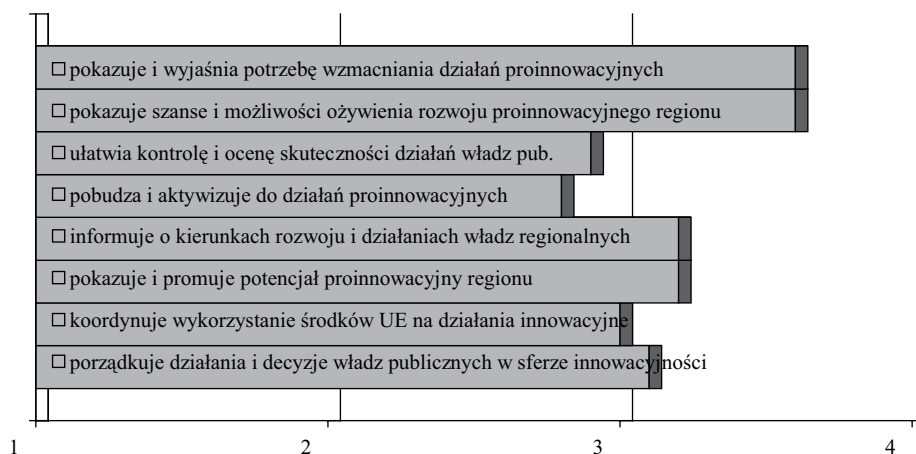 pokazuje i wyjaśnia potrzebę wzmacniania działań proinnowacyjnych
pokazuje szanse i możliwości ożywienia rozwoju proinnowacyjnego regionu
ułatwia kontrolę i ocenę skuteczności działań władz pub.
pobudza i aktywizuje do działań proinnowacyjnych
informuje o kierunkach rozwoju i działaniach władz regionalnych
pokazuje i promuje potencjał proinnowacyjny regionu
koordynuje wykorzystanie środków UE na działania innowacyjne
porządkuje działania i decyzje władz publicznych w sferze innowacyjności
1 2 3 4